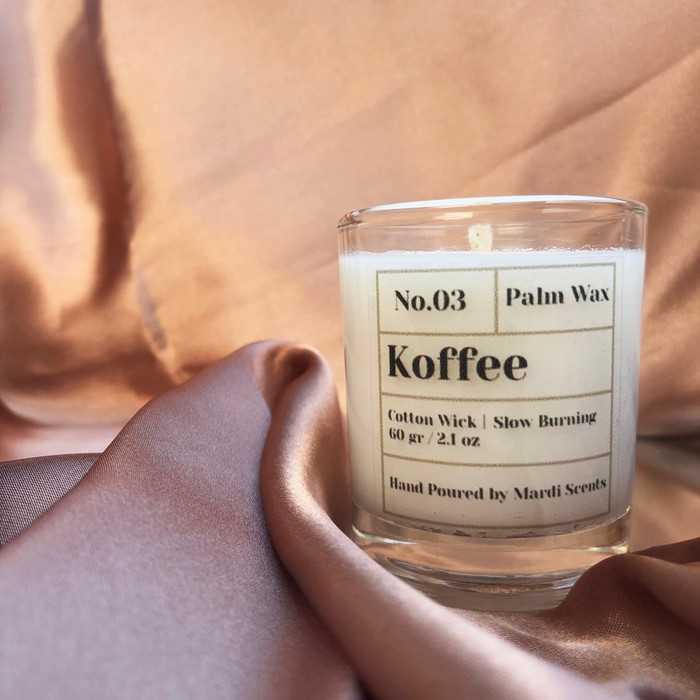 No.03
Palm Wax
Koffee
Cotton Wick | Slow Burning
60 gr / 2.1 oz
Hand Poured by Mardi Scents